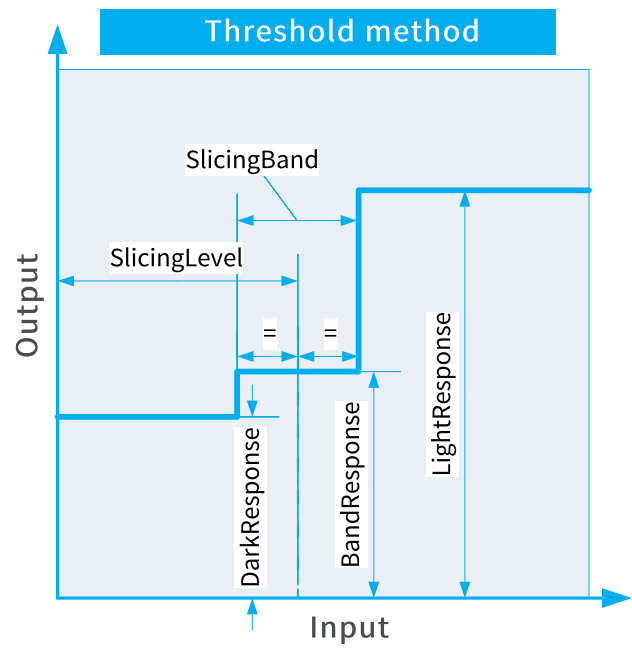 Threshold method
SlicingBand
SlicingLevel
=
=
Output
DarkResponse
BandResponse
LightResponse
Input